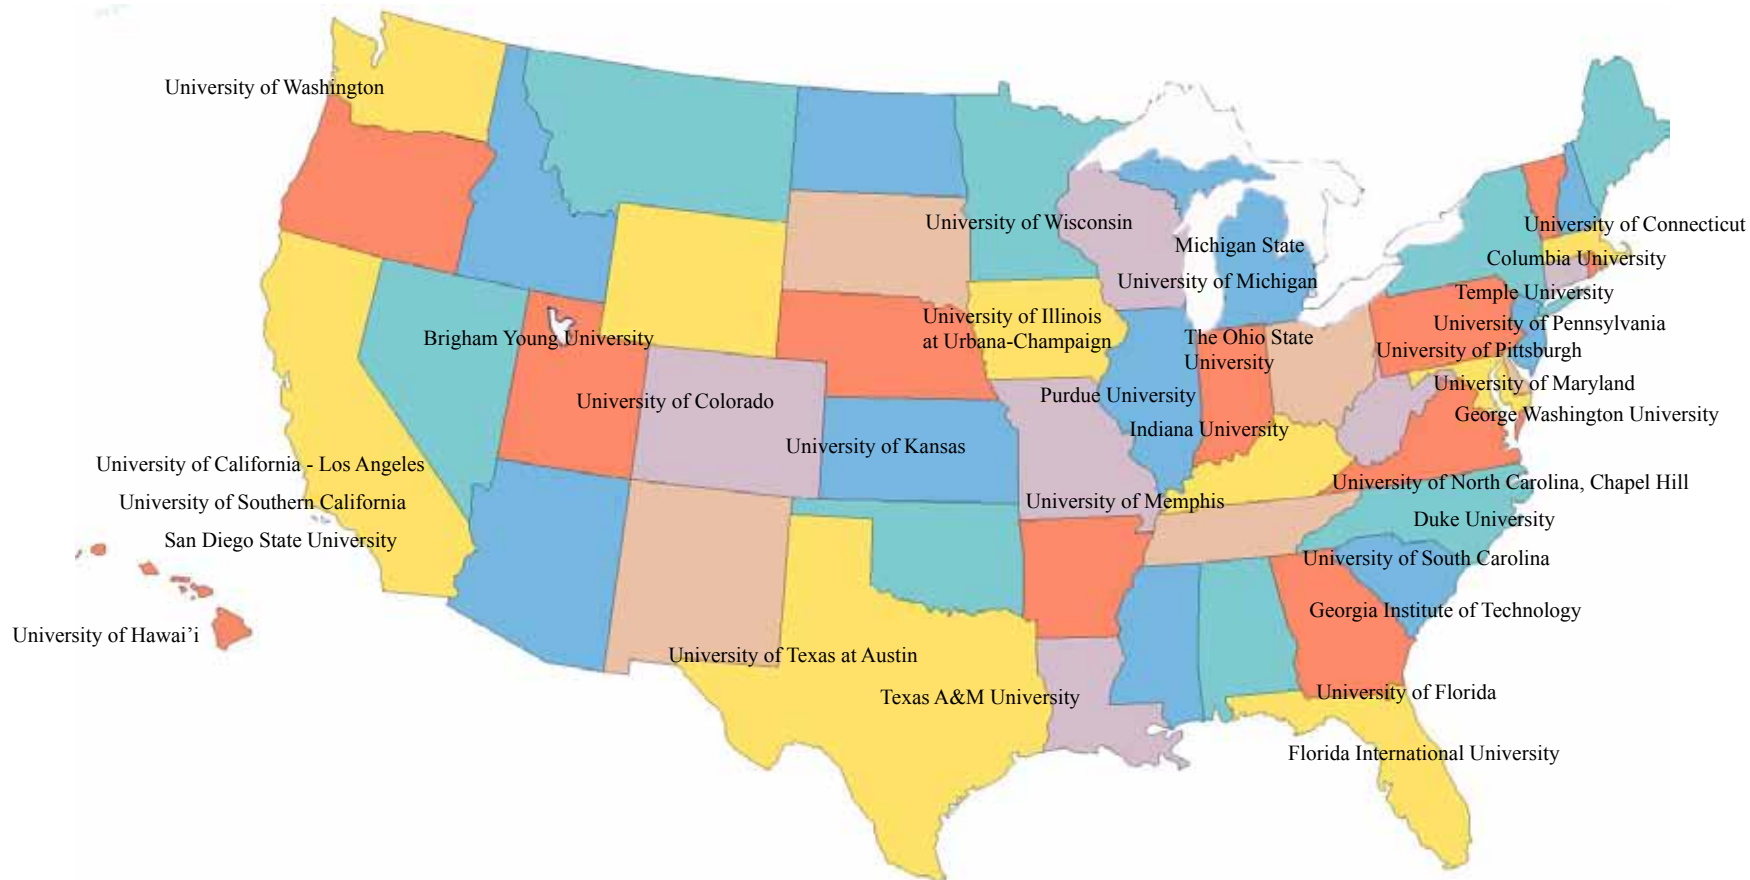 University of Washington
University of Wisconsin
University of Connecticut
Michigan State
Columbia University
University of Michigan
Temple University
University of Illinois
at Urbana-Champaign
University of Pennsylvania
Brigham Young University
The Ohio State
University
University of Pittsburgh
University of Maryland
Purdue University
University of Colorado
George Washington University
Indiana University
University of Kansas
University of California - Los Angeles
University of North Carolina, Chapel Hill
University of Southern California
University of Memphis
Duke University
San Diego State University
University of South Carolina
Georgia Institute of Technology
University of Hawai’i
University of Texas at Austin
University of Florida
Texas A&M University
Florida International University